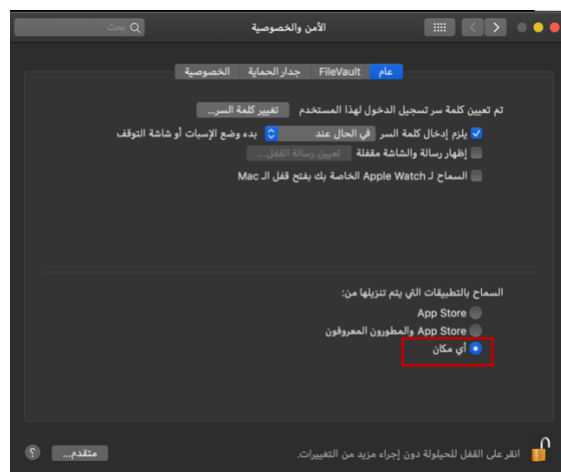 الأمن والخصوصية
بحث
عام FileVault جدار الحماية الخصوصية
تم تعيين كلمة سر تسجيل الدخول لهذا المستخدم تغيير كلمة السر...
يلزم إدخال كلمة السر في الحال عند بدء وضع الإسبات أو شاشة التوقف
إظهار رسالة والشاشة مقفلة تعيين رسالة القفل...
السماح لـ Apple Watch الخاصة بك بفتح قفل الـ Mac
السماح بالتطبيقات التي يتم تنزيلها من:
App Store
App Store والمطورون المعروفون
أي مكان
انقر على القفل للحيلولة دون إجراء مزيد من التغييرات.
متقدم... ?